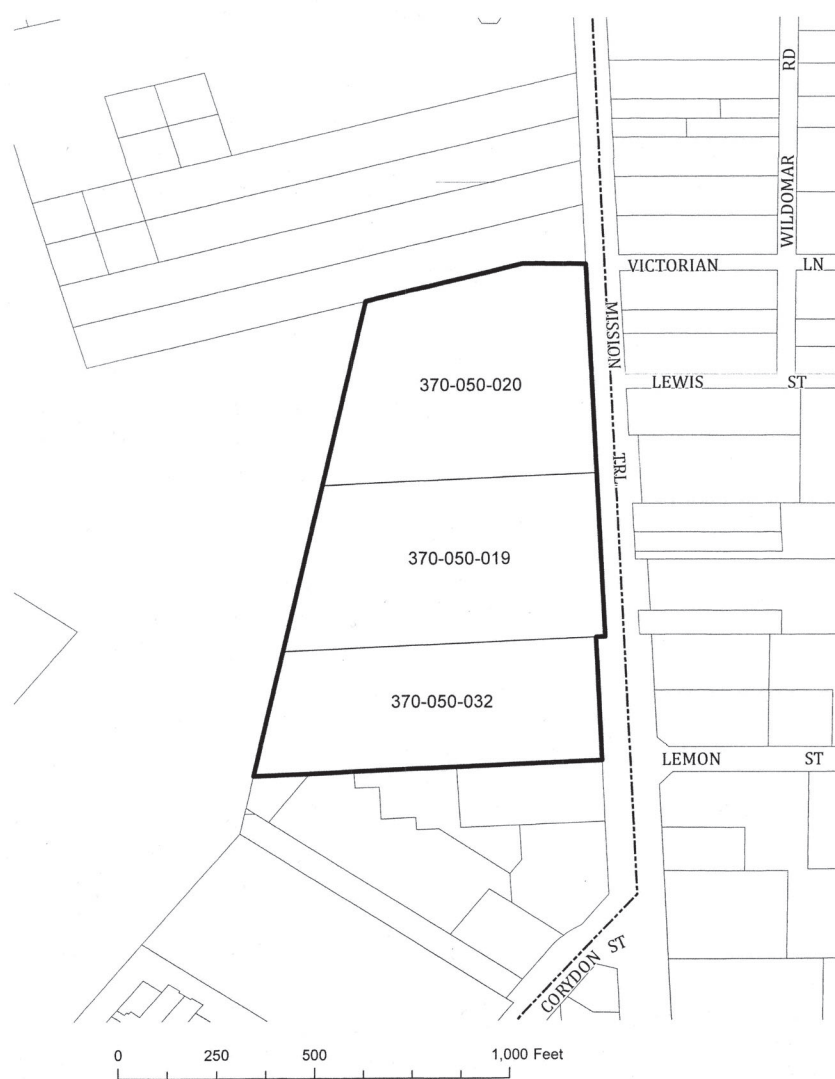 RD
WILDOMAR
VICTORIAN LN
MISSION
LEWIS ST
370-050-020
TRL
370-050-019
370-050-032
LEMON ST
CORYDON ST
0 250 500 1,000 Feet